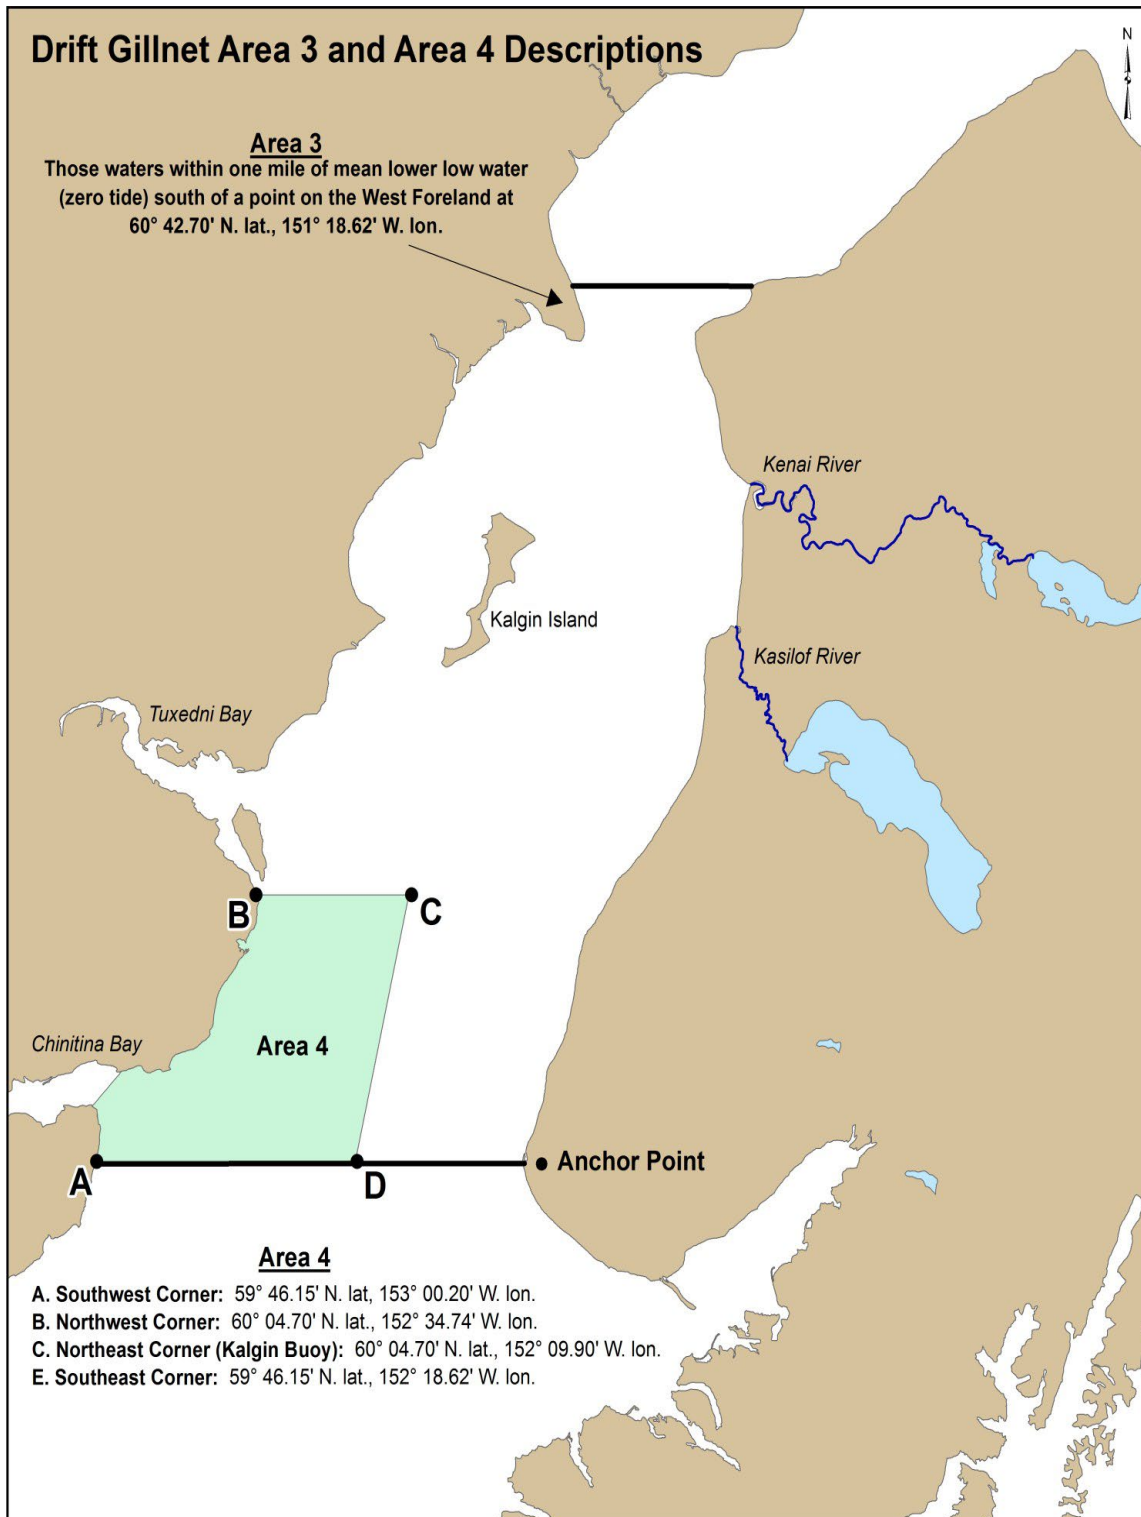 Drift Gillnet Area 3 and Area 4 Descriptions
N
Area 3
Those waters within one mile of mean lower low water
(zero tide) south of a point on the West Foreland at
60° 42.70' N. lat., 151° 18.62' W. lon.
Kenai River
Kalgin Island
Kasilof River
Tuxedni Bay
B
C
Chinitina Bay
Area 4
A
D
Anchor Point
Area 4
A. Southwest Corner: 59° 46.15' N. lat, 153° 00.20' W. lon.
B. Northwest Corner: 60° 04.70' N. lat., 152° 34.74' W. lon.
C. Northeast Corner (Kalgin Buoy): 60° 04.70' N. lat., 152° 09.90' W. lon.
E. Southeast Corner: 59° 46.15' N. lat., 152° 18.62' W. lon.